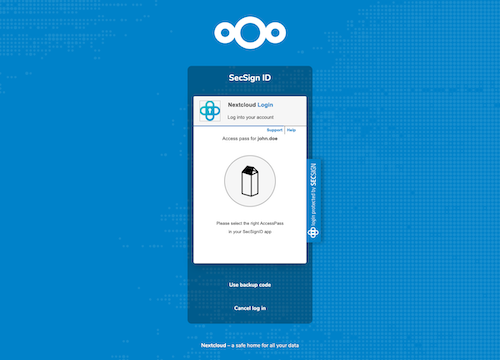 SecSign ID
Nextcloud Login
Log into your account
Support | Help
Access pass for john.doe
Please select the right AccessPass
in your SecSignID app
login protected by SECSIGN
Use backup code
Cancel log in
Nextcloud – a safe home for all your data